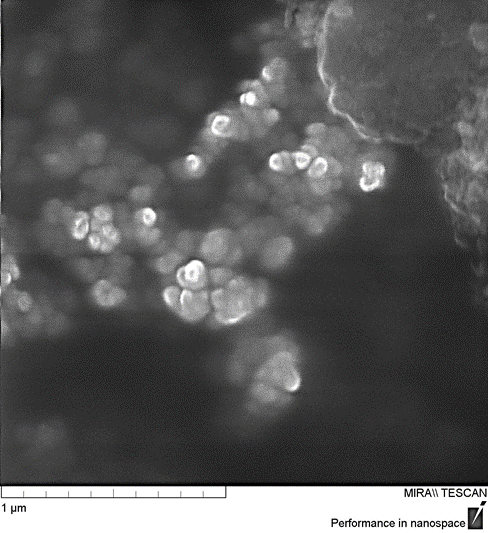 MIRA\\ TESCAN
1 µm
Performance in nanospace